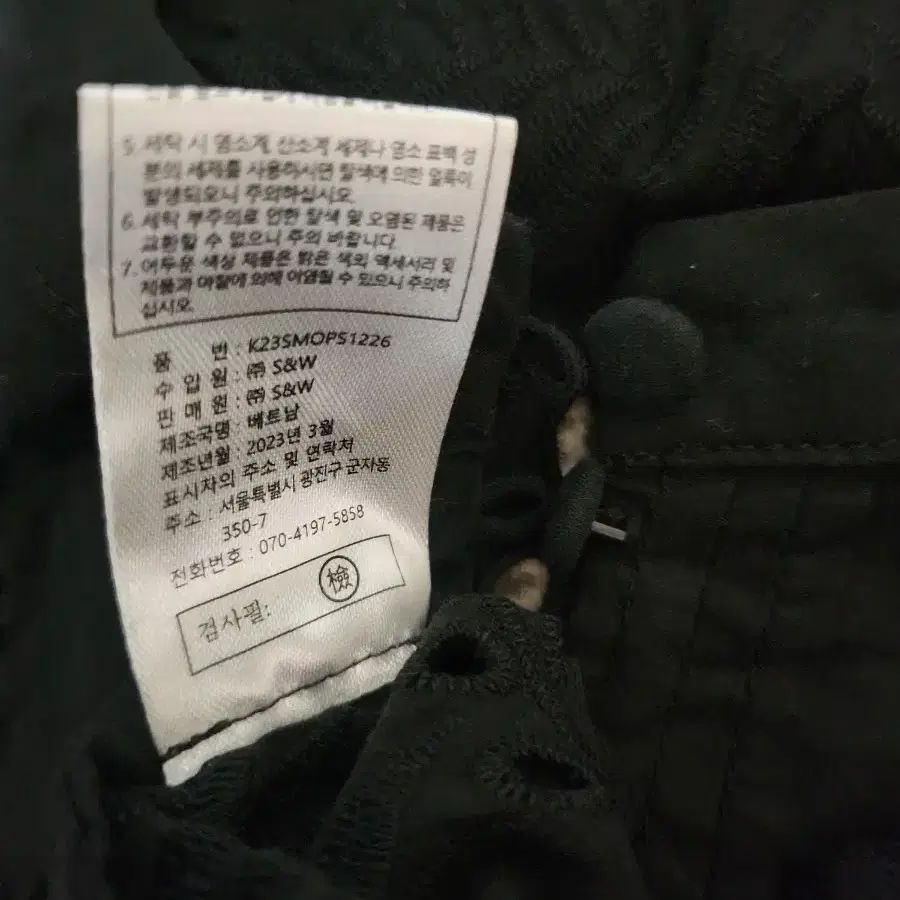 5. 세탁 시 염소계, 산소계 세제나 염소 표백 성
분의 세제를 사용하시면 탈색에 의한 얼룩이
발생되오니 주의하십시오.
6. 세탁 부주의로 인한 탈색 및 오염된 제품은
교환할 수 없으니 주의 바랍니다.
7. 어두운 색상 제품은 밝은 색의 액세서리 및
제품과 마찰에 의해 이염될 수 있으니 주의하
십시오.
품 번 : K23SMOPS1226
수 입 원 : ㈜ S&W
판 매 원 : ㈜ S&W
제조국명 : 베트남
제조년월 : 2023년 3월
표시자의 주소 및 연락처
주소 : 서울특별시 광진구 군자동
350-7
전화번호 : 070-4197-5858
검사필: 檢